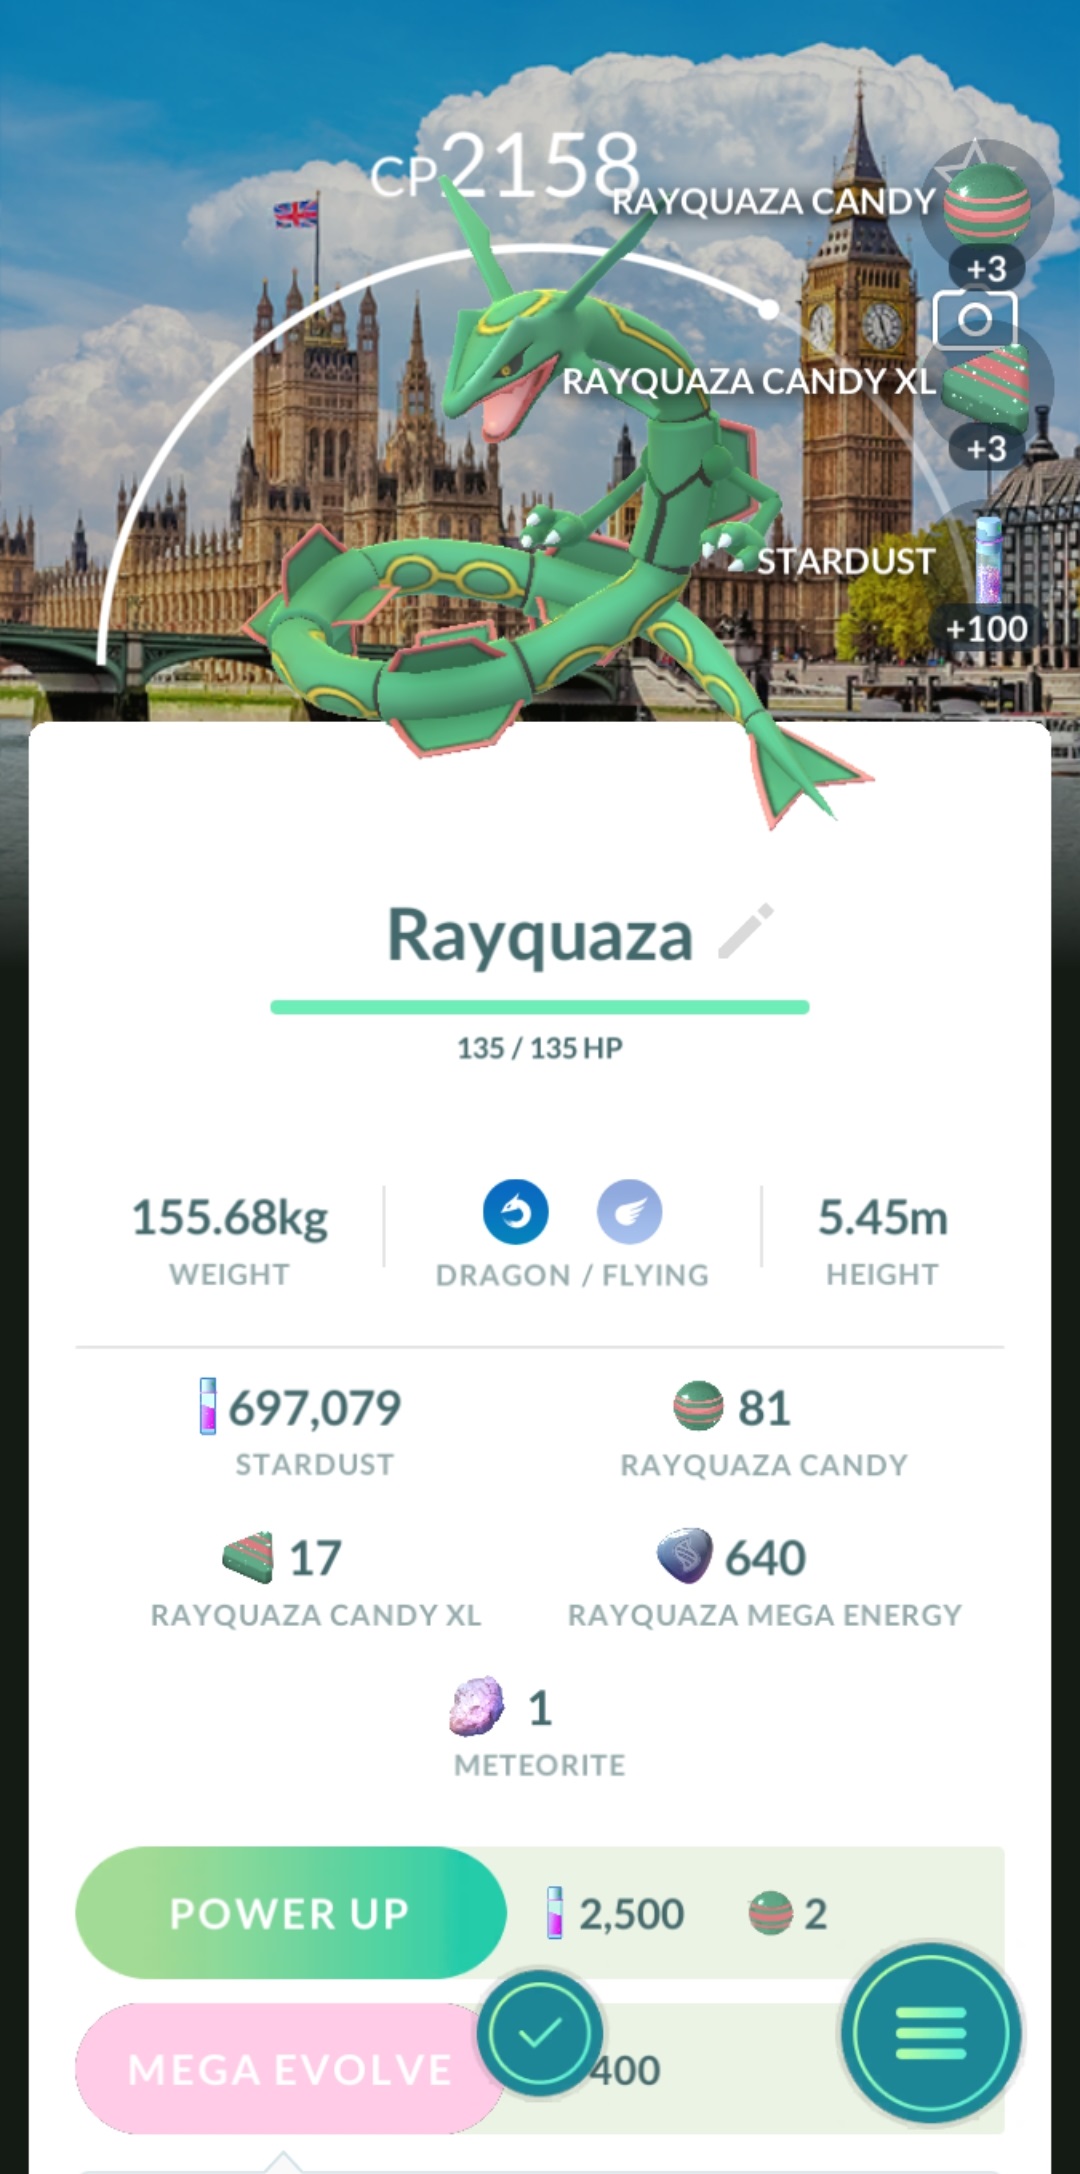 CP2158
RAYQUAZA CANDY
+3
RAYQUAZA CANDY XL
+3
STARDUST
+100
Rayquaza
135 / 135 HP
155.68kg
WEIGHT
DRAGON / FLYING
5.45m
HEIGHT
697,079
STARDUST
81
RAYQUAZA CANDY
17
RAYQUAZA CANDY XL
640
RAYQUAZA MEGA ENERGY
1
METEORITE
POWER UP 2,500 2
MEGA EVOLVE 400